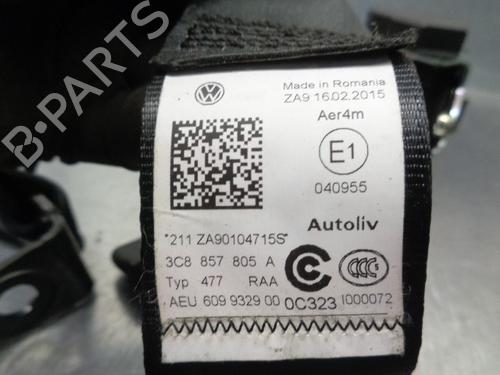 Made in Romania
ZA9 16.02.2015
Aer4m
E1
040955
Autoliv
*211 ZA90104715S*
3C8 857 805 A
Typ 477 RAA
AEU 609 9329 00 0C323 I000072
B-PARTS